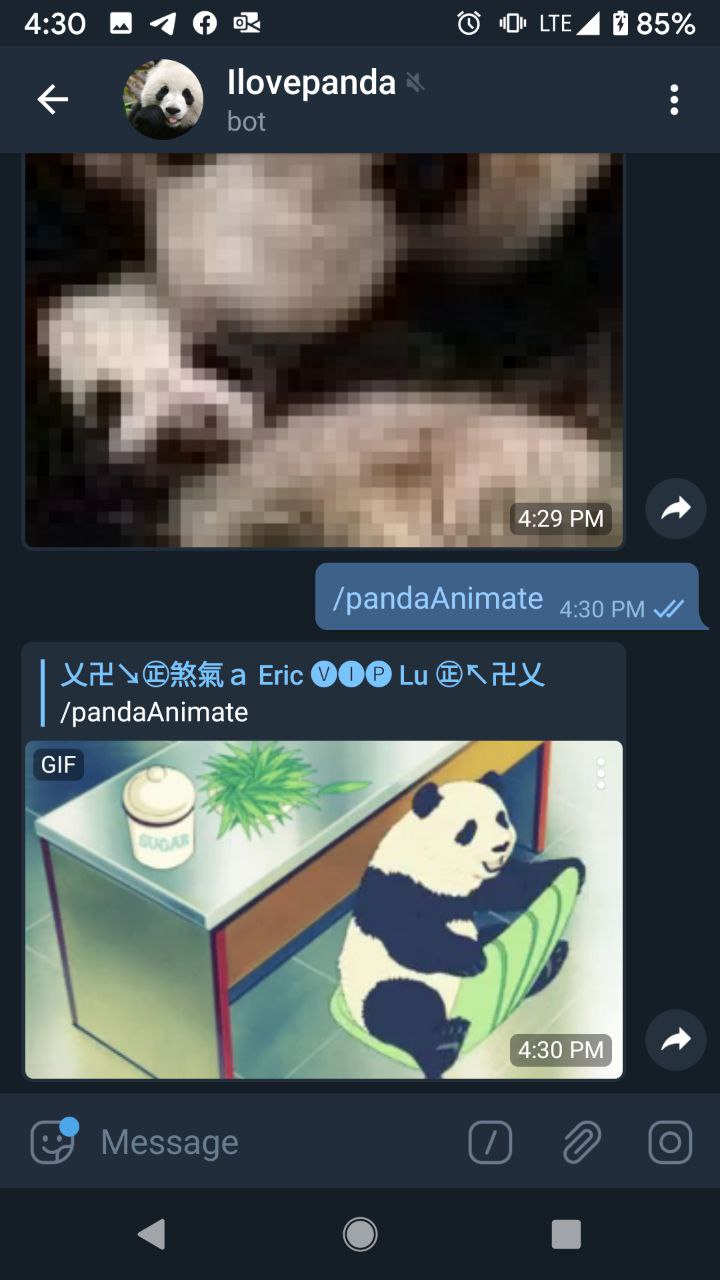 4:30 LTE 85%
Ilovepanda
bot
4:29 PM
/pandaAnimate 4:30 PM
乂卍↘㊣煞氣ａ Eric 🅥🅘🅟 Lu ㊣↖卍乂
/pandaAnimate
GIF
SUGAR
4:30 PM
Message